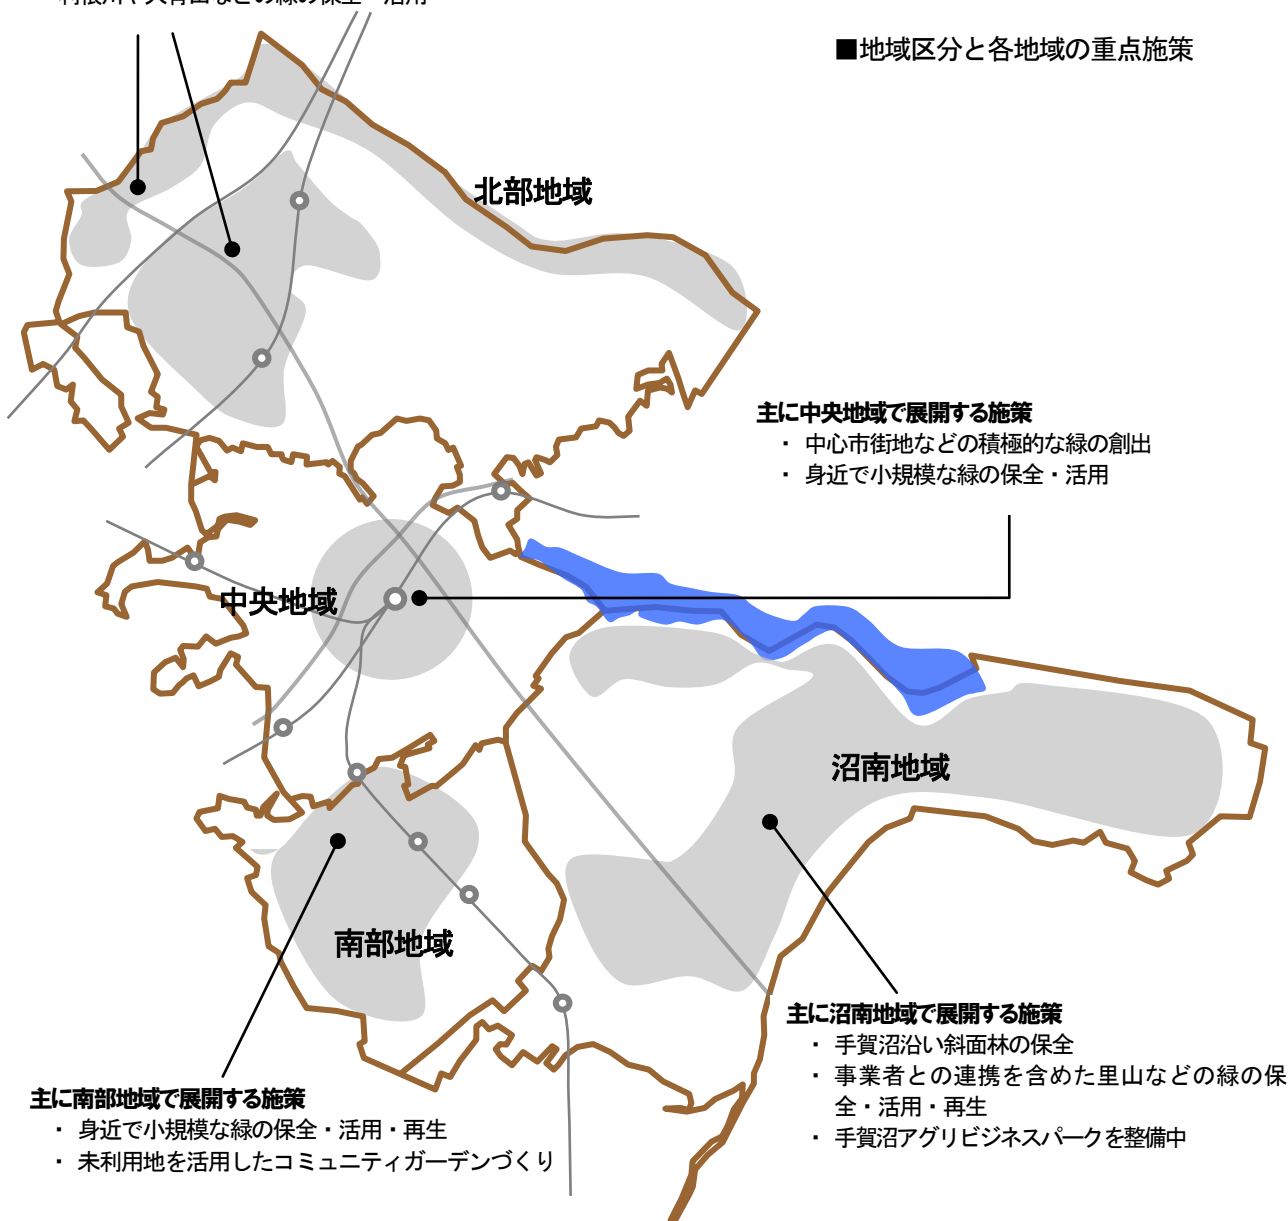 ■地域区分と各地域の重点施策
北部地域
主に中央地域で展開する施策
・ 中心市街地などの積極的な緑の創出
・ 身近で小規模な緑の保全・活用
中央地域
沼南地域
南部地域
主に沼南地域で展開する施策
・ 手賀沼沿い斜面林の保全
・ 事業者との連携を含めた里山などの緑の保
全・活用・再生
・ 手賀沼アグリビジネスパークを整備中
主に南部地域で展開する施策
・ 身近で小規模な緑の保全・活用・再生
・ 未利用地を活用したコミュニティガーデンづくり